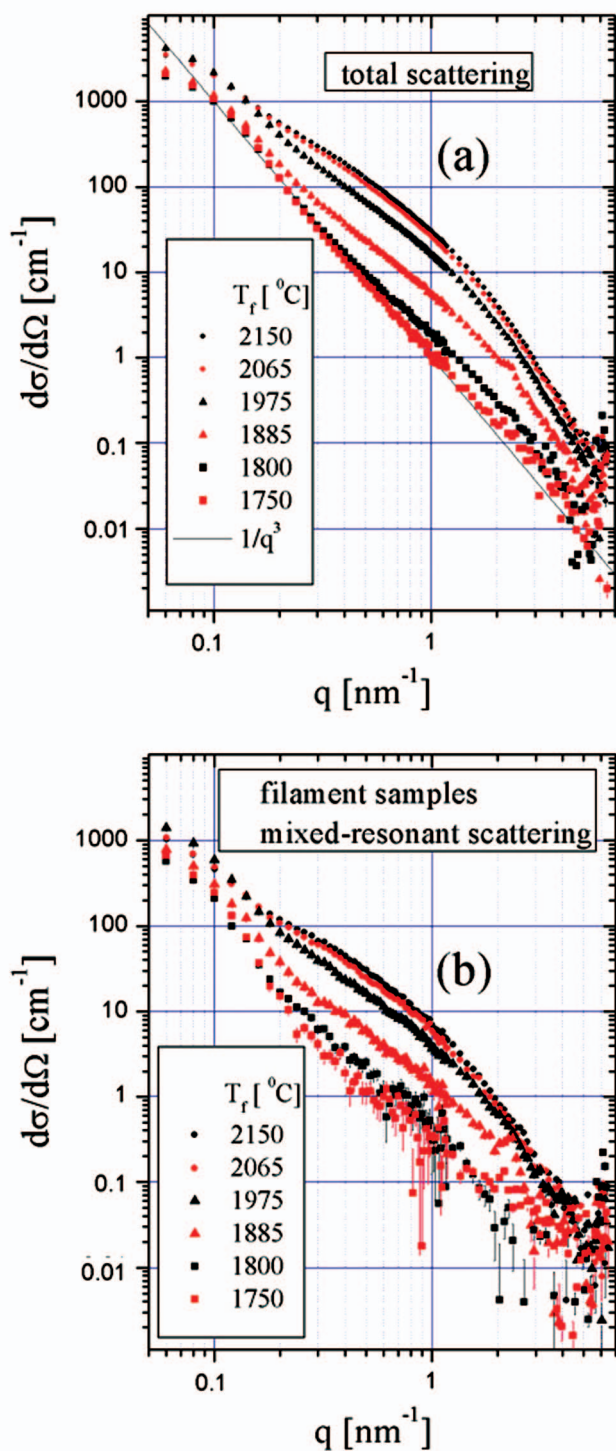 total scattering
(a)
1000
100
10
1
0.1
0.01
dσ/dΩ [cm⁻¹]
T_f [ ⁰C]
2150
2065
1975
1885
1800
1750
1/q³
0.1
1
q [nm⁻¹]
filament samples
mixed-resonant scattering
(b)
1000
100
10
1
0.1
0.01
dσ/dΩ [cm⁻¹]
T_f [ ⁰C]
2150
2065
1975
1885
1800
1750
0.1
1
q [nm⁻¹]